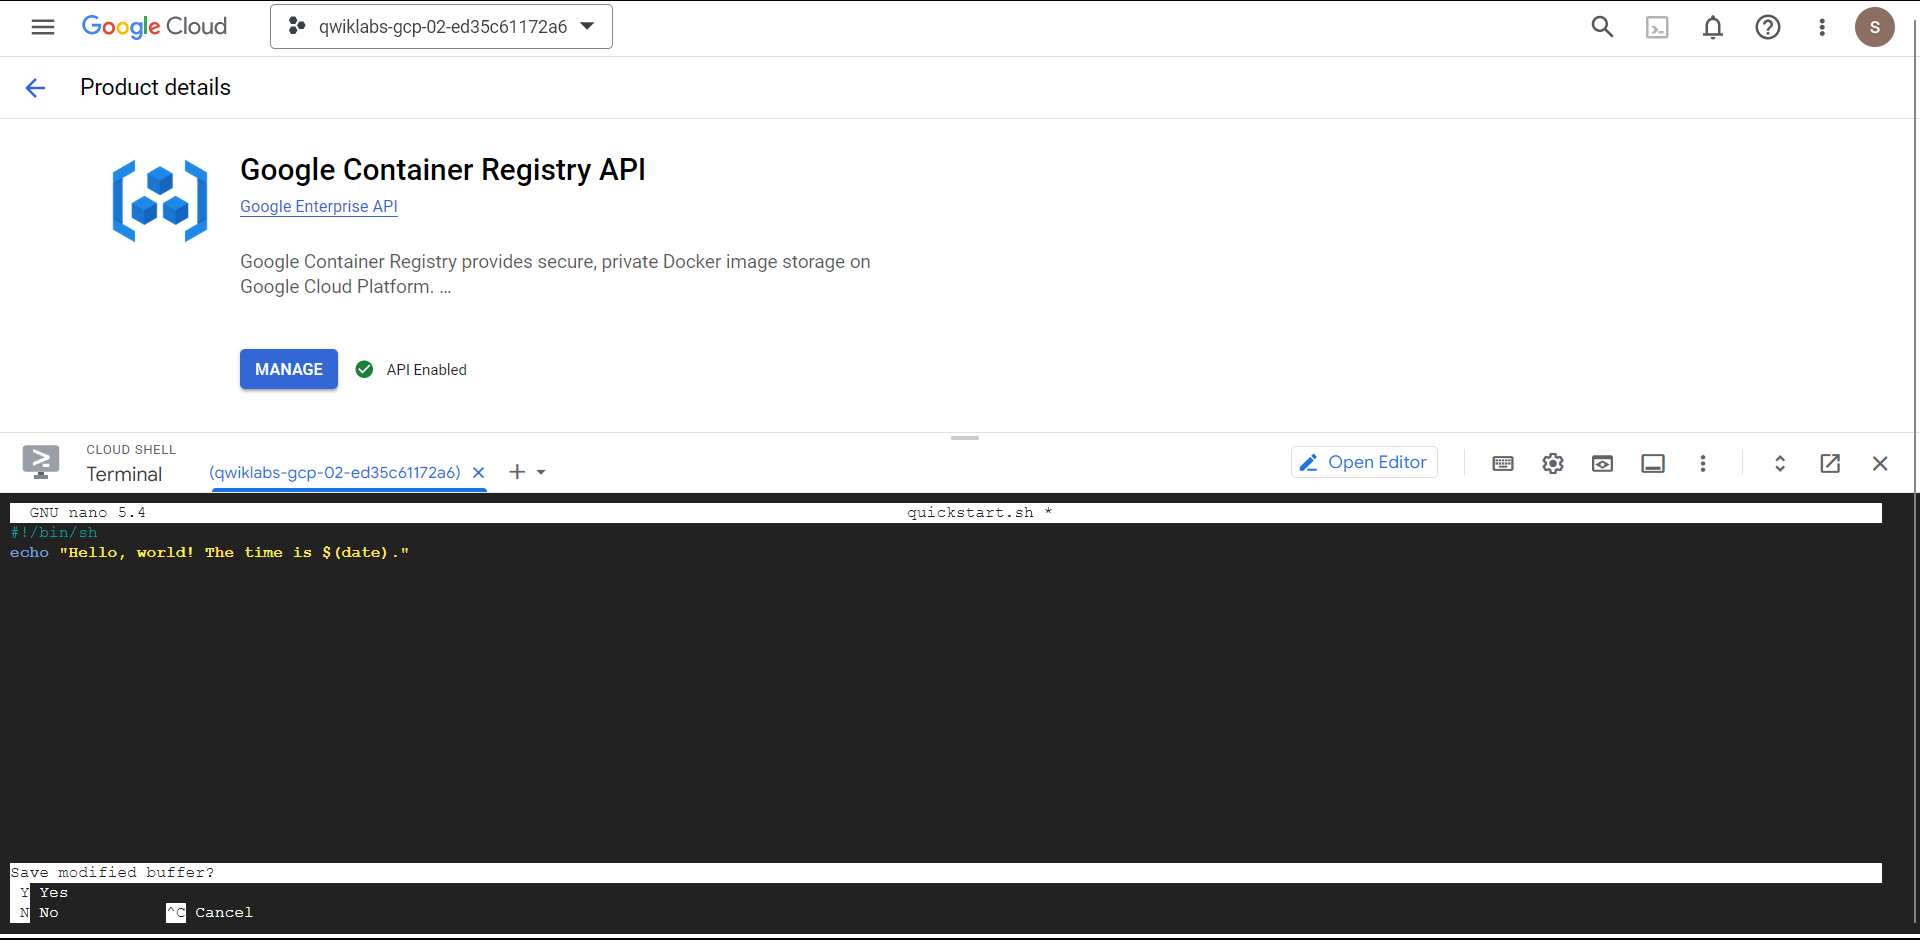 Google Cloud
qwiklabs-gcp-02-ed35c61172a6
S
Product details
Google Container Registry API
Google Enterprise API
Google Container Registry provides secure, private Docker image storage on
Google Cloud Platform. ...
MANAGE
API Enabled
CLOUD SHELL
Terminal
(qwiklabs-gcp-02-ed35c61172a6)
Open Editor
GNU nano 5.4 quickstart.sh *
#!/bin/sh
echo "Hello, world! The time is $(date)."
Save modified buffer?
Y Yes
N No ^C Cancel